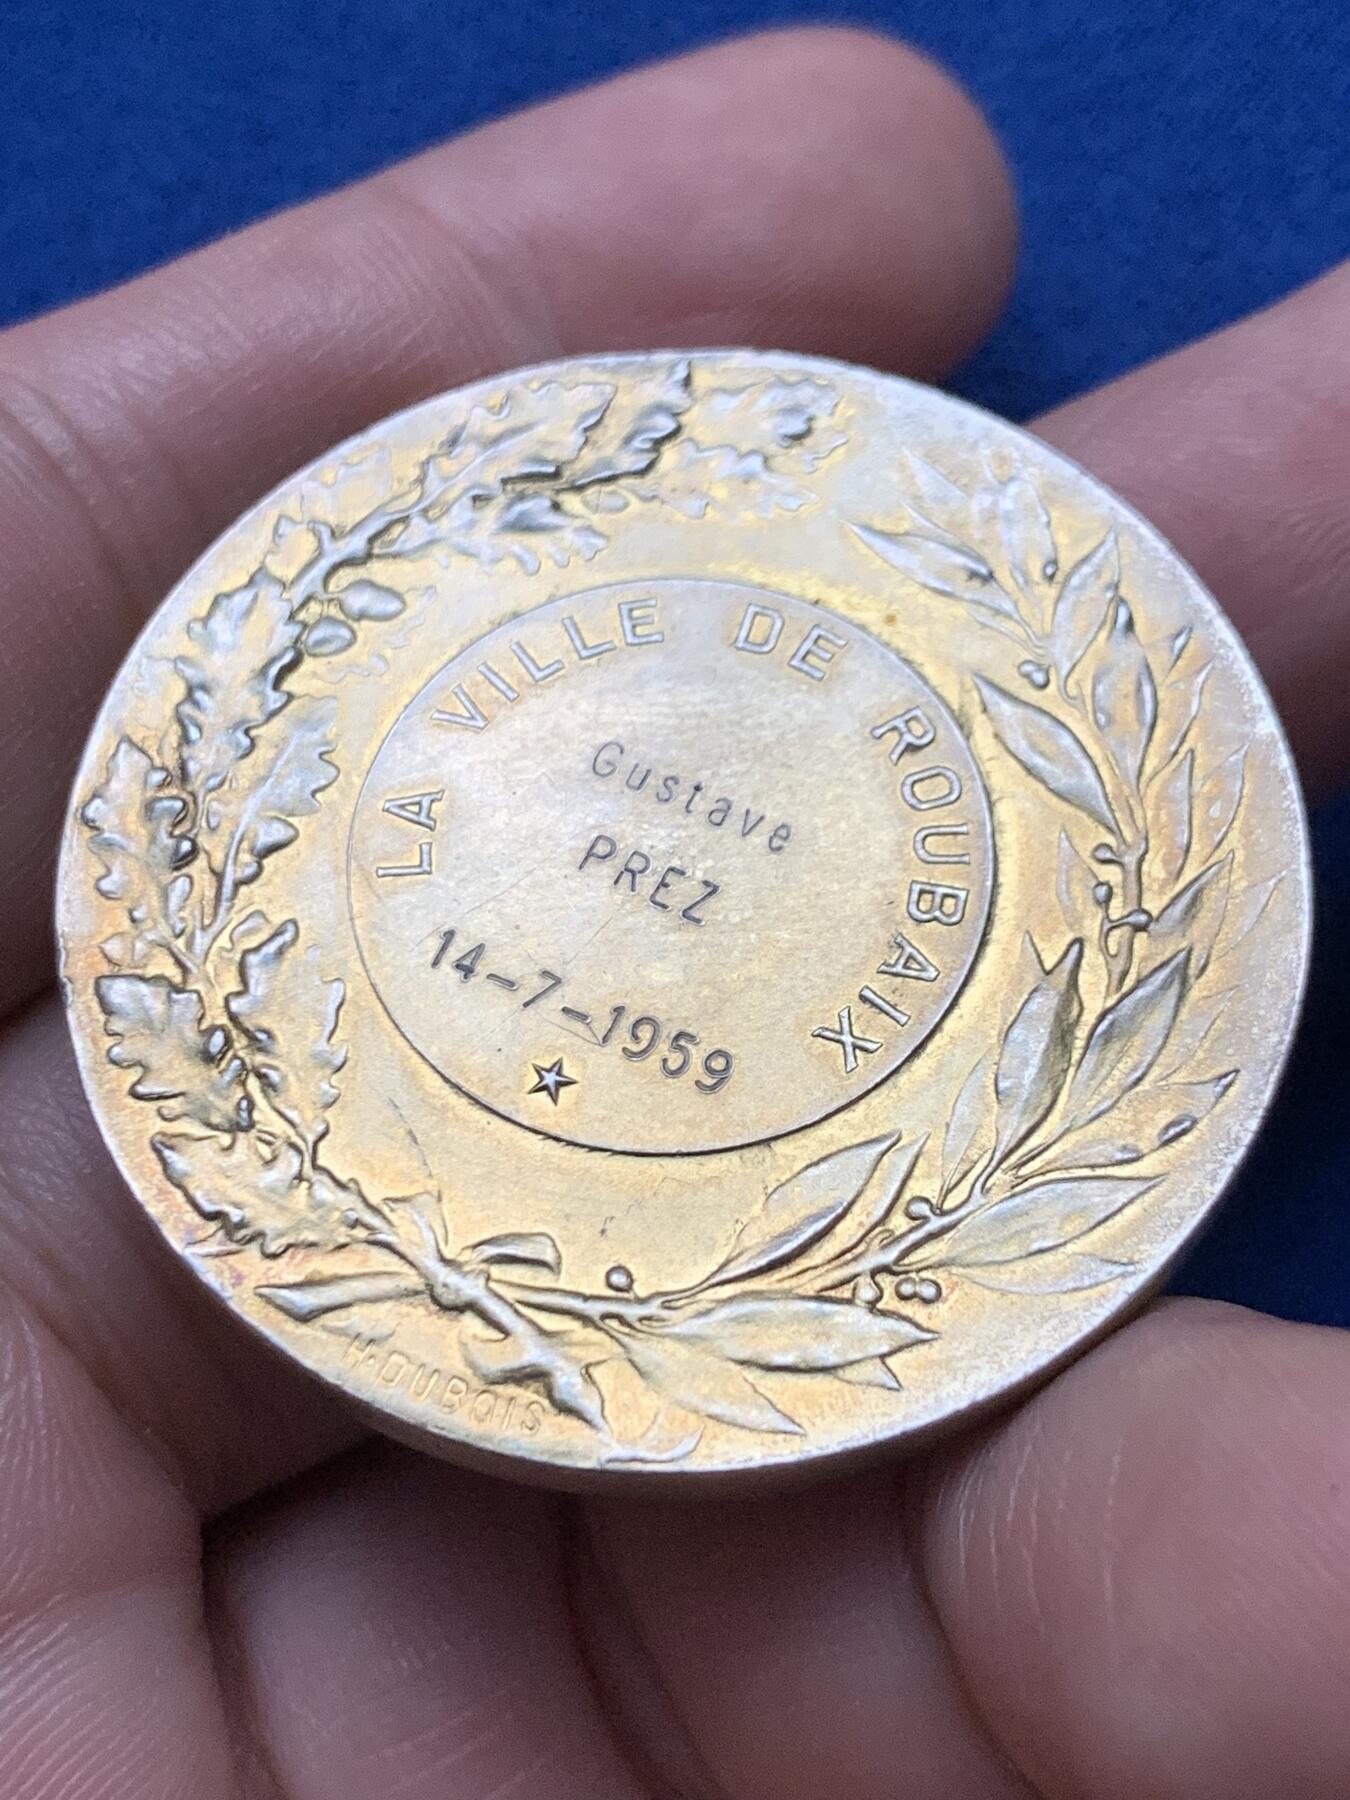 LA VILLE DE ROUBAIX
Gustave
PREZ
14-7-1959
H·DUBOIS